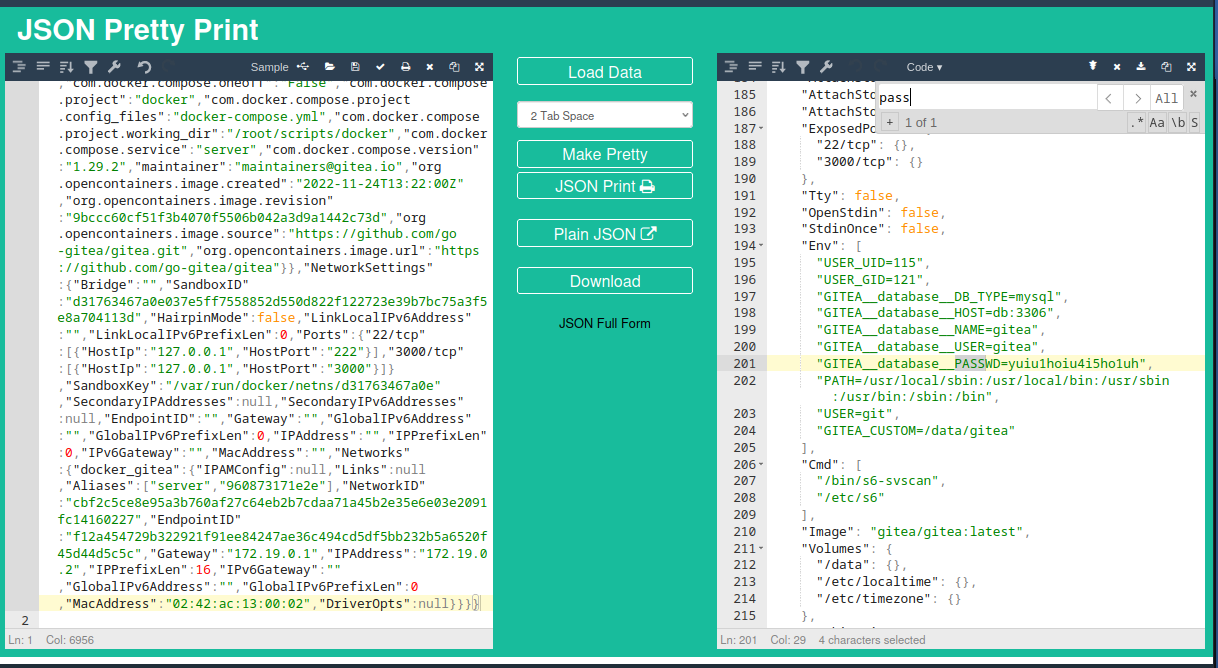 JSON Pretty Print
Sample
,"com.docker.compose.oneoff":"False","com.docker.compose
.project":"docker","com.docker.compose.project
.config_files":"docker-compose.yml","com.docker.compose
.project.working_dir":"/root/scripts/docker","com.docker
.compose.service":"server","com.docker.compose.version"
:"1.29.2","maintainer":"maintainers@gitea.io","org
.opencontainers.image.created":"2022-11-24T13:22:00Z"
,"org.opencontainers.image.revision"
:"9bccc60cf51f3b4070f5506b042a3d9a1442c73d","org
.opencontainers.image.source":"https://github.com/go
-gitea/gitea.git","org.opencontainers.image.url":"https
://github.com/go-gitea/gitea"}},"NetworkSettings"
:{"Bridge":"","SandboxID"
:"d31763467a0e037e5ff7558852d550d822f122723e39b7bc75a3f5
e8a704113d","HairpinMode":false,"LinkLocalIPv6Address"
:"","LinkLocalIPv6PrefixLen":0,"Ports":{"22/tcp"
:[{"HostIp":"127.0.0.1","HostPort":"222"}],"3000/tcp"
:[{"HostIp":"127.0.0.1","HostPort":"3000"}]}
,"SandboxKey":"/var/run/docker/netns/d31763467a0e"
,"SecondaryIPAddresses":null,"SecondaryIPv6Addresses"
:null,"EndpointID":"","Gateway":"","GlobalIPv6Address"
:"","GlobalIPv6PrefixLen":0,"IPAddress":"","IPPrefixLen"
:0,"IPv6Gateway":"","MacAddress":"","Networks"
:{"docker_gitea":{"IPAMConfig":null,"Links":null
,"Aliases":["server","960873171e2e"],"NetworkID"
:"cbf2c5ce8e95a3b760af27c64eb2b7cdaa71a45b2e35e6e03e2091
fc14160227","EndpointID"
:"f12a454729b322921f91ee84247ae36c494cd5df5bb232b5a6520f
45d44d5c5c","Gateway":"172.19.0.1","IPAddress":"172.19.0
.2","IPPrefixLen":16,"IPv6Gateway":""
,"GlobalIPv6Address":"","GlobalIPv6PrefixLen":0
,"MacAddress":"02:42:ac:13:00:02","DriverOpts":null}}}}
2
Ln: 1 Col: 6956
Load Data
2 Tab Space
Make Pretty
JSON Print
Plain JSON
Download
JSON Full Form
Code ▾
pass
All
+ 1 of 1
.* Aa \b S
185 "AttachStd
186 "AttachStd
187 "ExposedPo
188 "22/tcp": {},
189 "3000/tcp": {}
190 },
191 "Tty": false,
192 "OpenStdin": false,
193 "StdinOnce": false,
194 "Env": [
195 "USER_UID=115",
196 "USER_GID=121",
197 "GITEA__database__DB_TYPE=mysql",
198 "GITEA__database__HOST=db:3306",
199 "GITEA__database__NAME=gitea",
200 "GITEA__database__USER=gitea",
201 "GITEA__database__PASSWD=yuiu1hoiu4i5ho1uh",
202 "PATH=/usr/local/sbin:/usr/local/bin:/usr/sbin
:/usr/bin:/sbin:/bin",
203 "USER=git",
204 "GITEA_CUSTOM=/data/gitea"
205 ],
206 "Cmd": [
207 "/bin/s6-svscan",
208 "/etc/s6"
209 ],
210 "Image": "gitea/gitea:latest",
211 "Volumes": {
212 "/data": {},
213 "/etc/localtime": {},
214 "/etc/timezone": {}
215 },
Ln: 201 Col: 29 4 characters selected